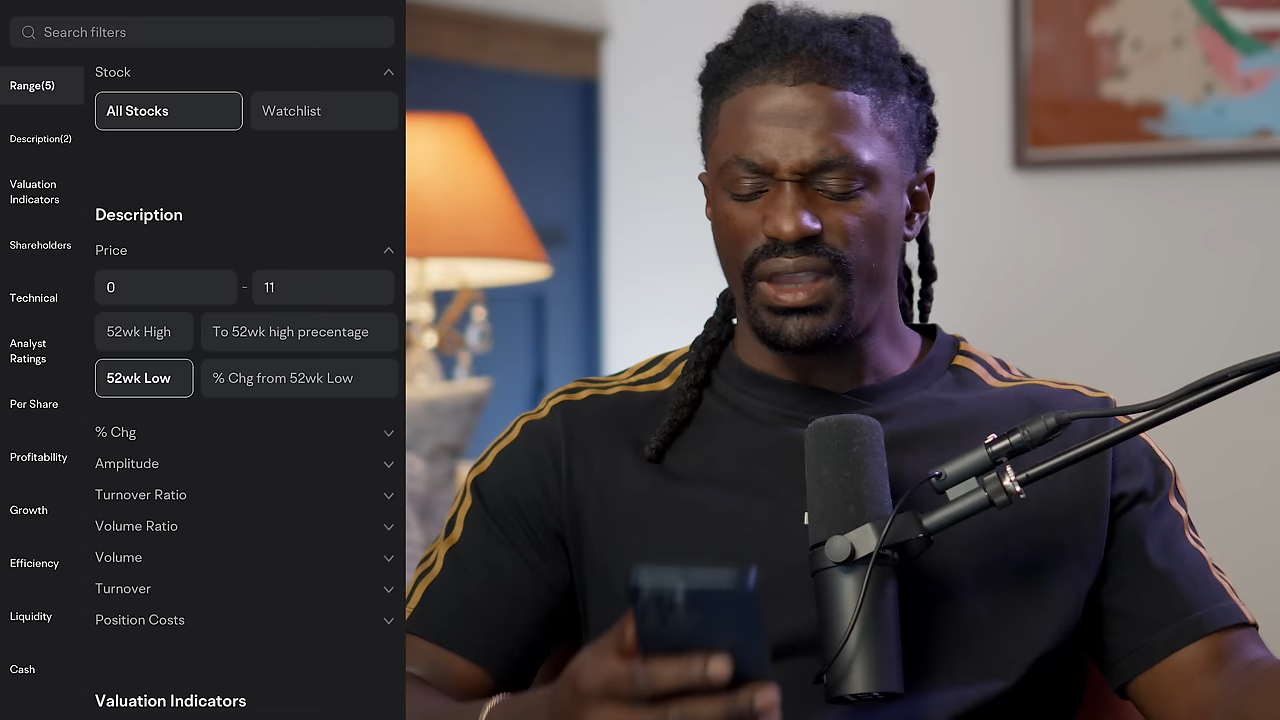 Search filters
Range(5)
Description(2)
Valuation
Indicators
Shareholders
Technical
Analyst
Ratings
Per Share
Profitability
Growth
Efficiency
Liquidity
Cash
Stock
All Stocks
Watchlist
Description
Price
0 - 11
52wk High
To 52wk high precentage
52wk Low
% Chg from 52wk Low
% Chg
Amplitude
Turnover Ratio
Volume Ratio
Volume
Turnover
Position Costs
Valuation Indicators